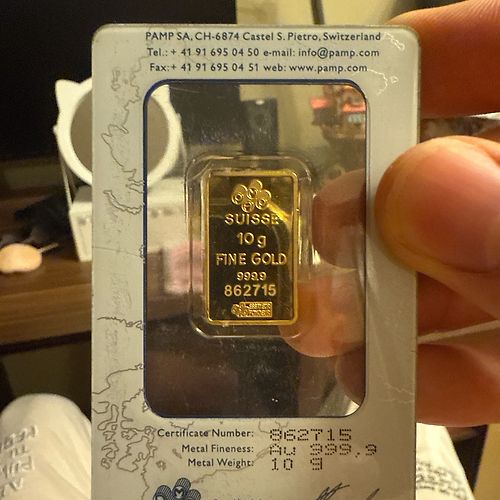 PAMP SA, CH-6874 Castel S. Pietro, Switzerland
Tel.: + 41 91 695 04 50 e-mail: info@pamp.com
Fax: + 41 91 695 04 51 web: www.pamp.com
SUISSE
10 g
FINE GOLD
999,9
862715
Certificate Number: 862715
Metal Fineness: Au 999,9
Metal Weight: 10 g